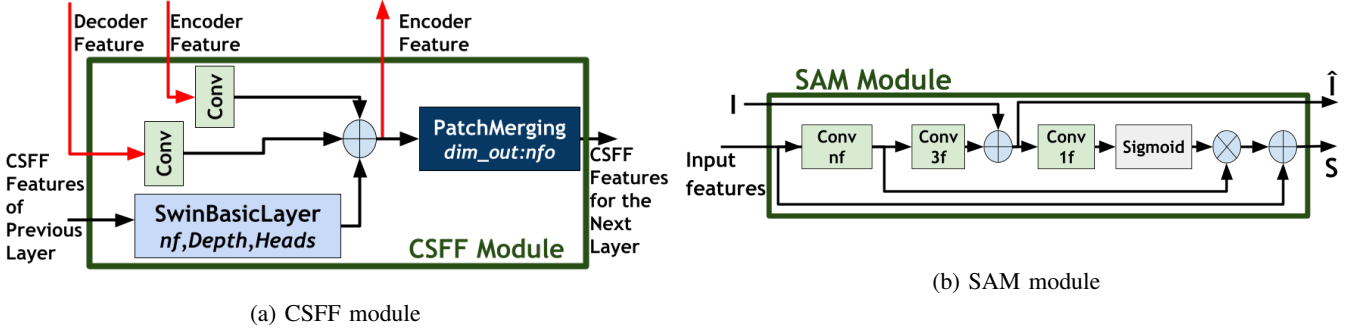 Decoder
Feature
Encoder
Feature
Encoder
Feature
Conv
Conv
PatchMerging
dim_out:nfo
CSFF
Features
of
Previous
Layer
SwinBasicLayer
nf,Depth,Heads
CSFF
Features
for the
Next
Layer
CSFF Module
(a) CSFF module
SAM Module
I
Î
Input
features
Conv
nf
Conv
3f
Conv
1f
Sigmoid
S
(b) SAM module